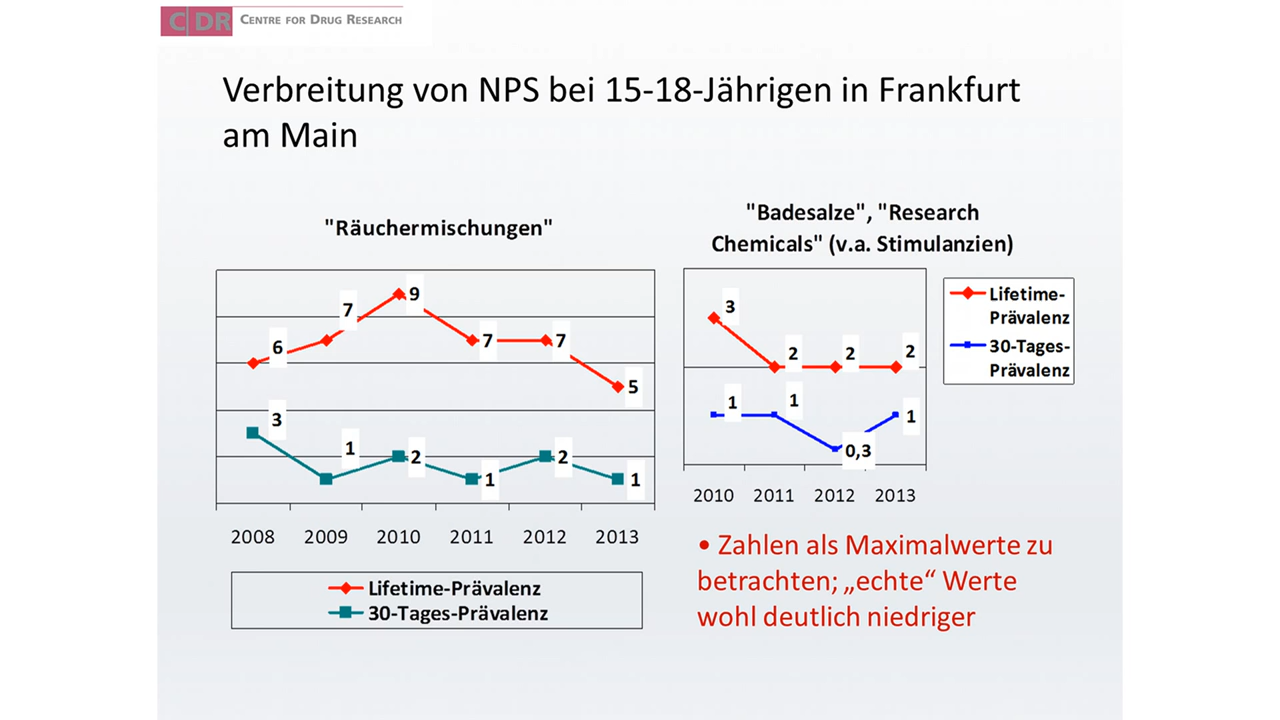 CDR CENTRE FOR DRUG RESEARCH
Verbreitung von NPS bei 15-18-Jährigen in Frankfurt
am Main
"Räuchermischungen"
6
7
9
7
7
5
3
1
2
1
2
1
2008 2009 2010 2011 2012 2013
Lifetime-Prävalenz
30-Tages-Prävalenz
"Badesalze", "Research
Chemicals" (v.a. Stimulanzien)
3
2
2
2
1
1
0,3
1
2010 2011 2012 2013
Lifetime-
Prävalenz
30-Tages-
Prävalenz
• Zahlen als Maximalwerte zu
betrachten; „echte“ Werte
wohl deutlich niedriger